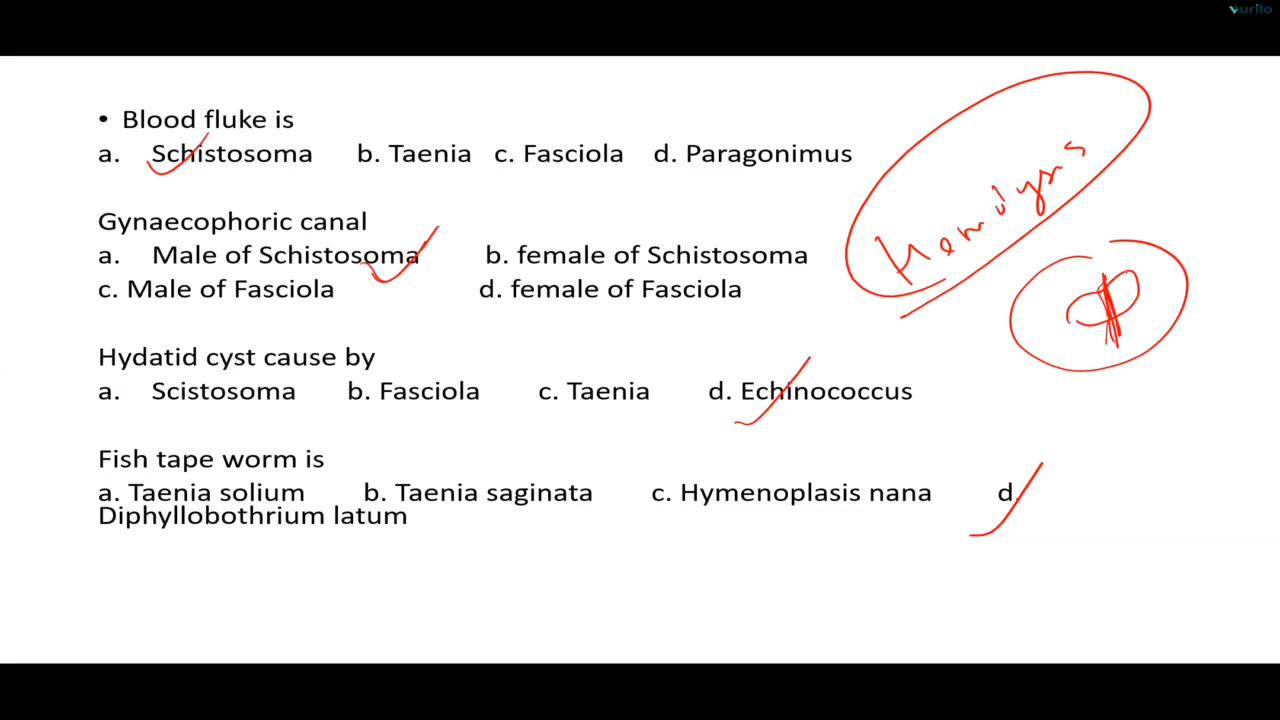 vurilo
• Blood fluke is
a. Schistosoma b. Taenia c. Fasciola d. Paragonimus
Gynaecophoric canal
a. Male of Schistosoma b. female of Schistosoma
c. Male of Fasciola d. female of Fasciola
Hydatid cyst cause by
a. Scistosoma b. Fasciola c. Taenia d. Echinococcus
Fish tape worm is
a. Taenia solium b. Taenia saginata c. Hymenoplasis nana d.
Diphyllobothrium latum